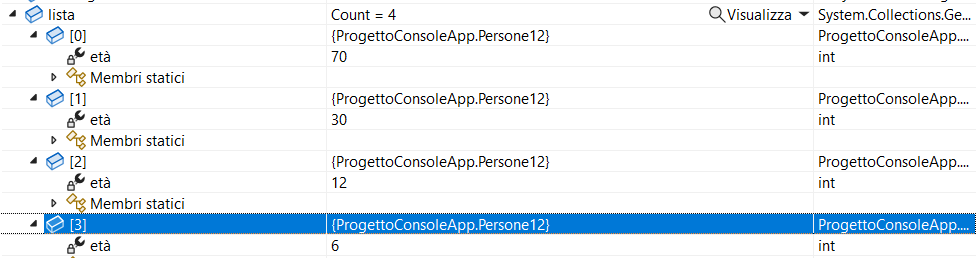 lista Count = 4 Visualizza System.Collections.Ge...
[0] {ProgettoConsoleApp.Persone12} ProgettoConsoleApp....
età 70 int
Membri statici
[1] {ProgettoConsoleApp.Persone12} ProgettoConsoleApp....
età 30 int
Membri statici
[2] {ProgettoConsoleApp.Persone12} ProgettoConsoleApp....
età 12 int
Membri statici
[3] {ProgettoConsoleApp.Persone12} ProgettoConsoleApp....
età 6 int